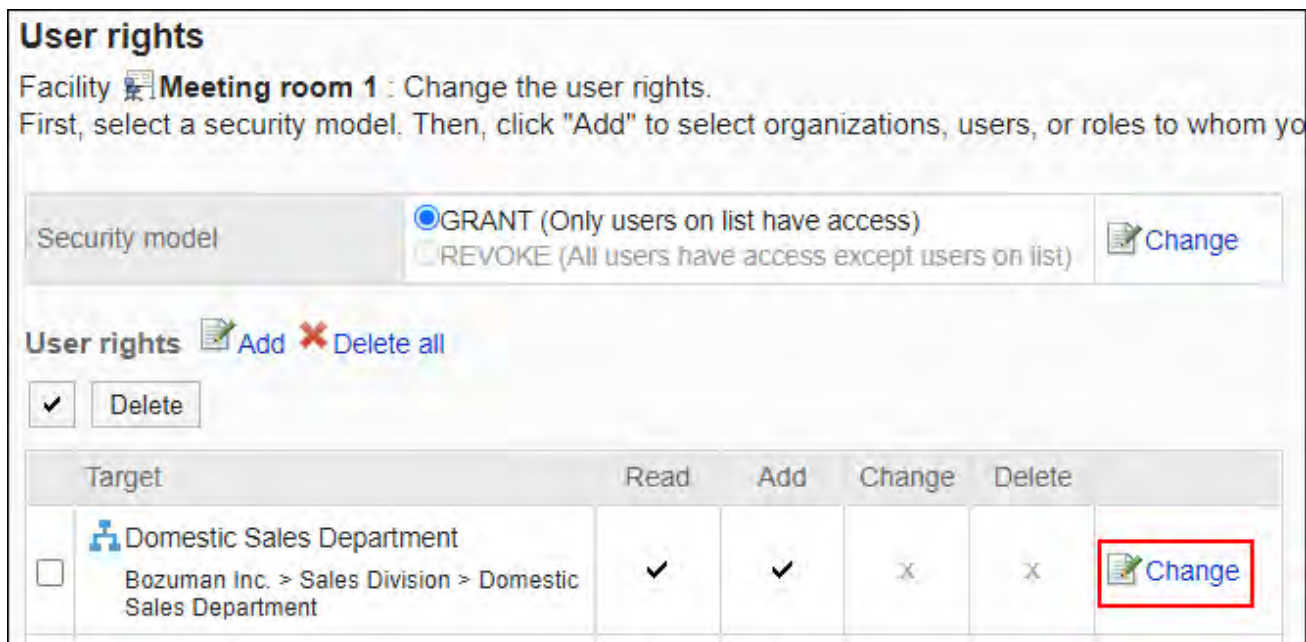 User rights
Facility Meeting room 1 : Change the user rights.
First, select a security model. Then, click "Add" to select organizations, users, or roles to whom yo
Security model
GRANT (Only users on list have access)
REVOKE (All users have access except users on list)
Change
User rights Add Delete all
Delete
Target Read Add Change Delete
Domestic Sales Department
Bozuman Inc. > Sales Division > Domestic
Sales Department
x x Change